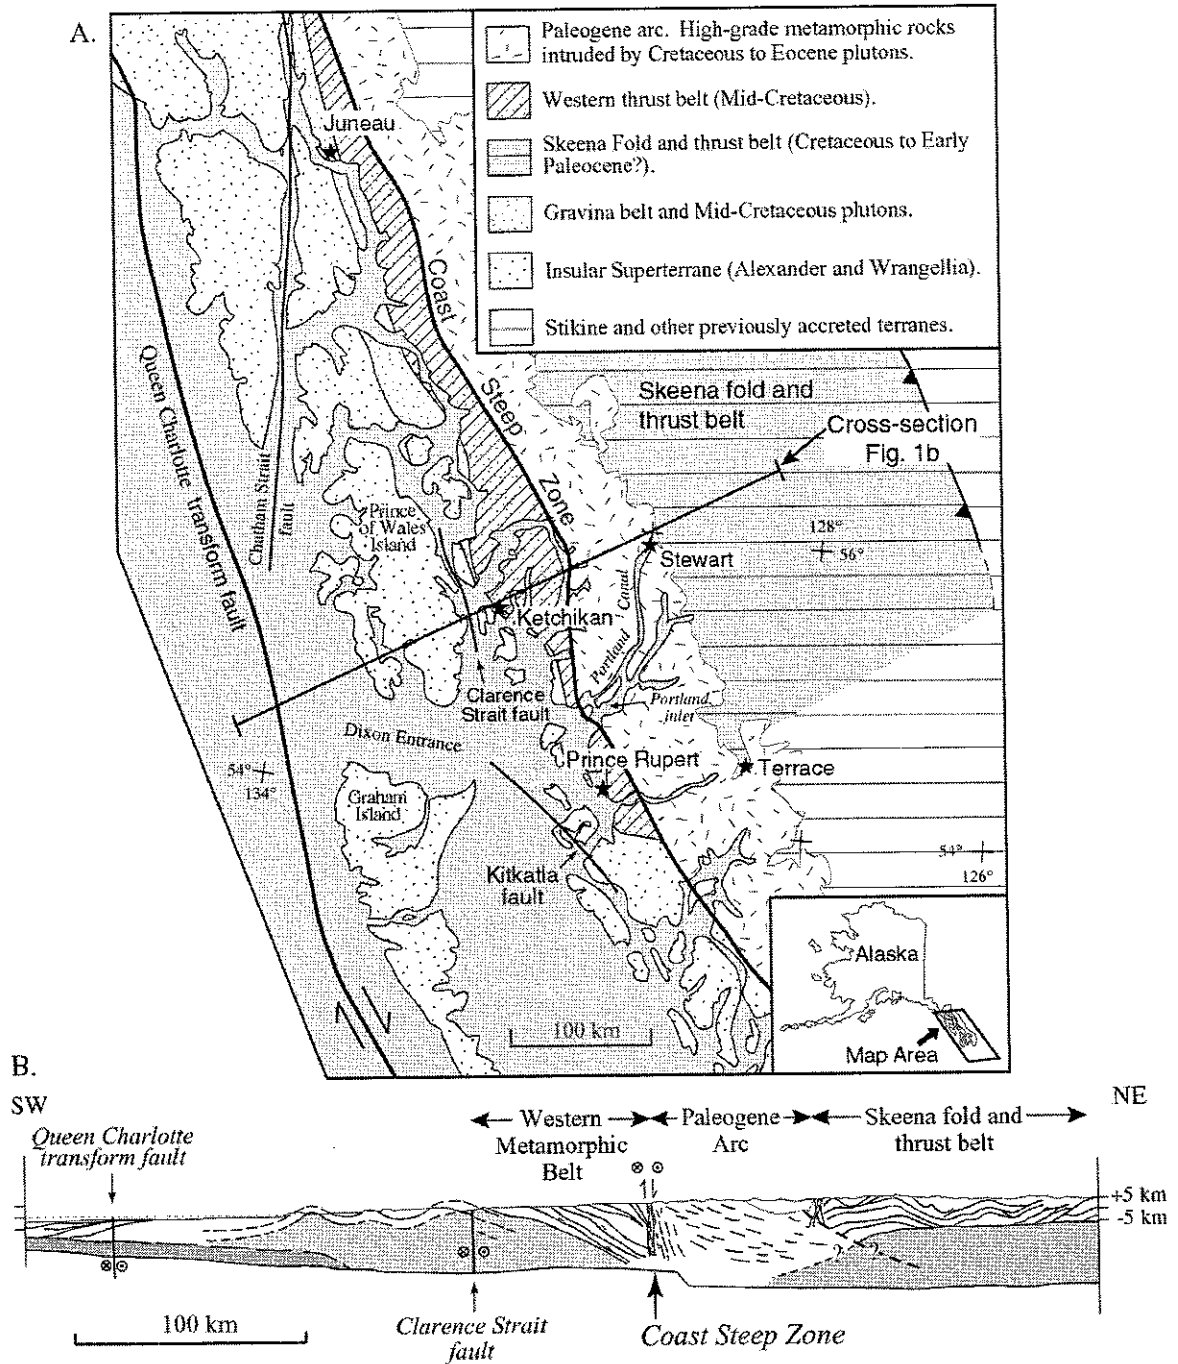 A.
Paleogene arc. High-grade metamorphic rocks
intruded by Cretaceous to Eocene plutons.
Western thrust belt (Mid-Cretaceous).
Skeena Fold and thrust belt (Cretaceous to Early
Paleocene?).
Gravina belt and Mid-Cretaceous plutons.
Insular Superterrane (Alexander and Wrangellia).
Stikine and other previously accreted terranes.
Juneau
Coast
Steep
Zone
Queen Charlotte transform fault
Chatham Strait
fault
Skeena fold and
thrust belt
Cross-section
Fig. 1b
Prince
of Wales
Island
128°
56°
Stewart
Ketchikan
Portland Canal
Portland
inlet
Clarence
Strait fault
Dixon Entrance
Prince Rupert
Terrace
54°
134°
Graham
Island
Kitkatla
fault
54°
126°
Alaska
Map Area
100 km
B.
SW
NE
Queen Charlotte
transform fault
Western
Metamorphic
Belt
Paleogene
Arc
Skeena fold and
thrust belt
+5 km
-5 km
?
?
100 km
Clarence Strait
fault
Coast Steep Zone